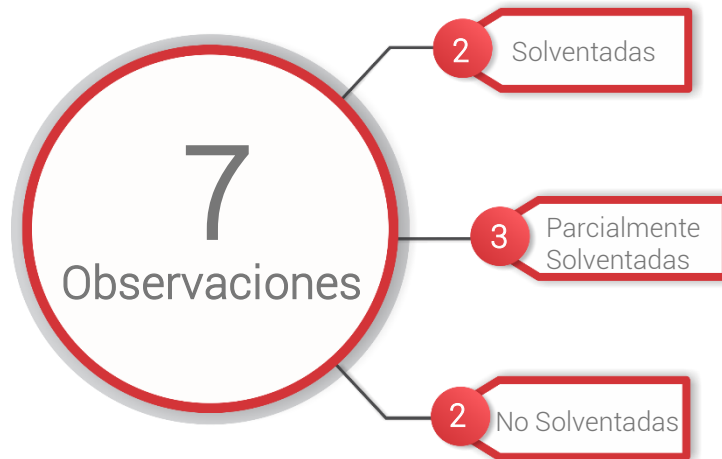 7
Observaciones
2
Solventadas
3
Parcialmente
Solventadas
2
No Solventadas